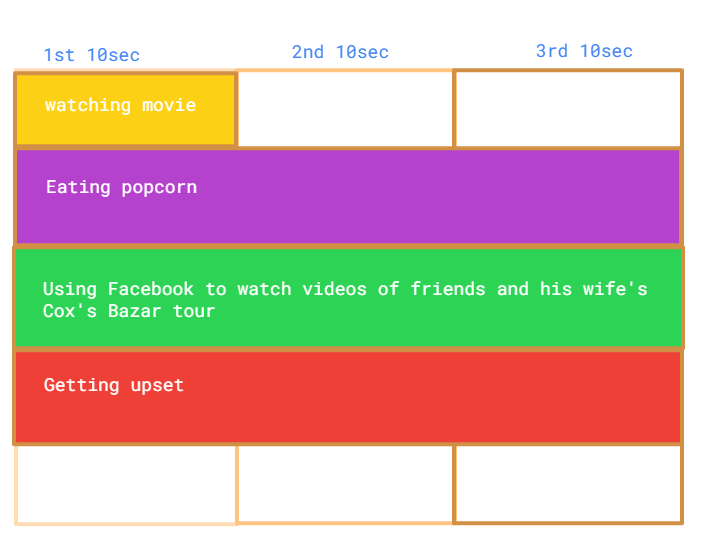 1st 10sec
2nd 10sec
3rd 10sec
watching movie
Eating popcorn
Using Facebook to watch videos of friends and his wife's
Cox's Bazar tour
Getting upset